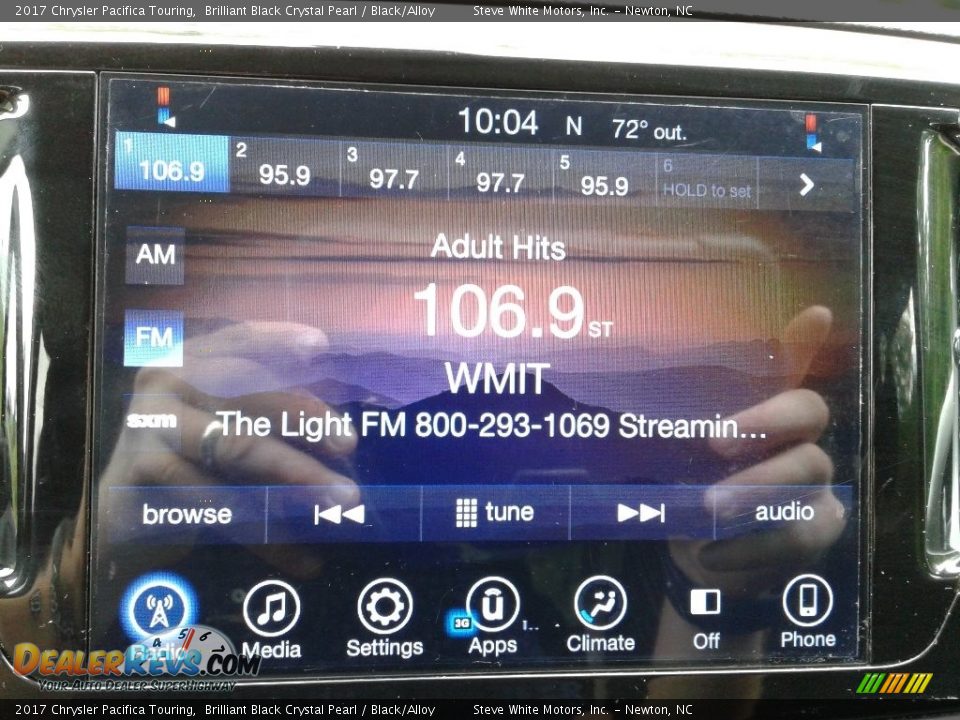 2017 Chrysler Pacifica Touring, Brilliant Black Crystal Pearl / Black/Alloy Steve White Motors, Inc. - Newton, NC
10:04 N 72° out.
1 106.9 2 95.9 3 97.7 4 97.7 5 95.9 6 HOLD to set
AM
Adult Hits
106.9 ST
FM
WMIT
sxm
The Light FM 800-293-1069 Streamin...
browse tune audio
3G
Radio Media Settings Apps Climate Off Phone
4 5 6
DealerRevs.com
Your Auto Dealer SuperHighway
2017 Chrysler Pacifica Touring, Brilliant Black Crystal Pearl / Black/Alloy Steve White Motors, Inc. - Newton, NC